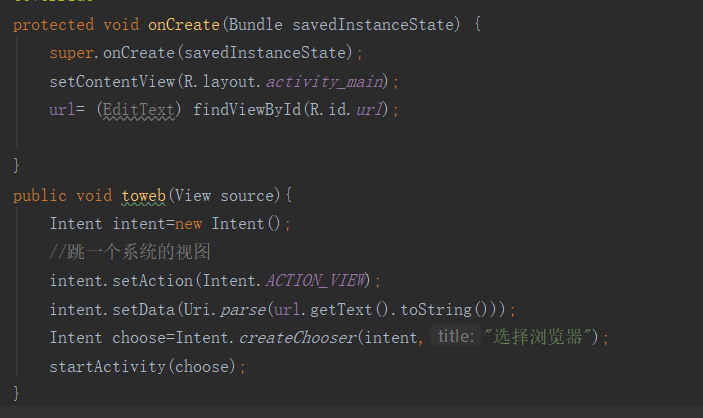 protected void onCreate(Bundle savedInstanceState) {
super.onCreate(savedInstanceState);
setContentView(R.layout.activity_main);
url= (EditText) findViewById(R.id.url);
}
public void toweb(View source){
Intent intent=new Intent();
//跳一个系统的视图
intent.setAction(Intent.ACTION_VIEW);
intent.setData(Uri.parse(url.getText().toString()));
Intent choose=Intent.createChooser(intent, title: "选择浏览器");
startActivity(choose);
}